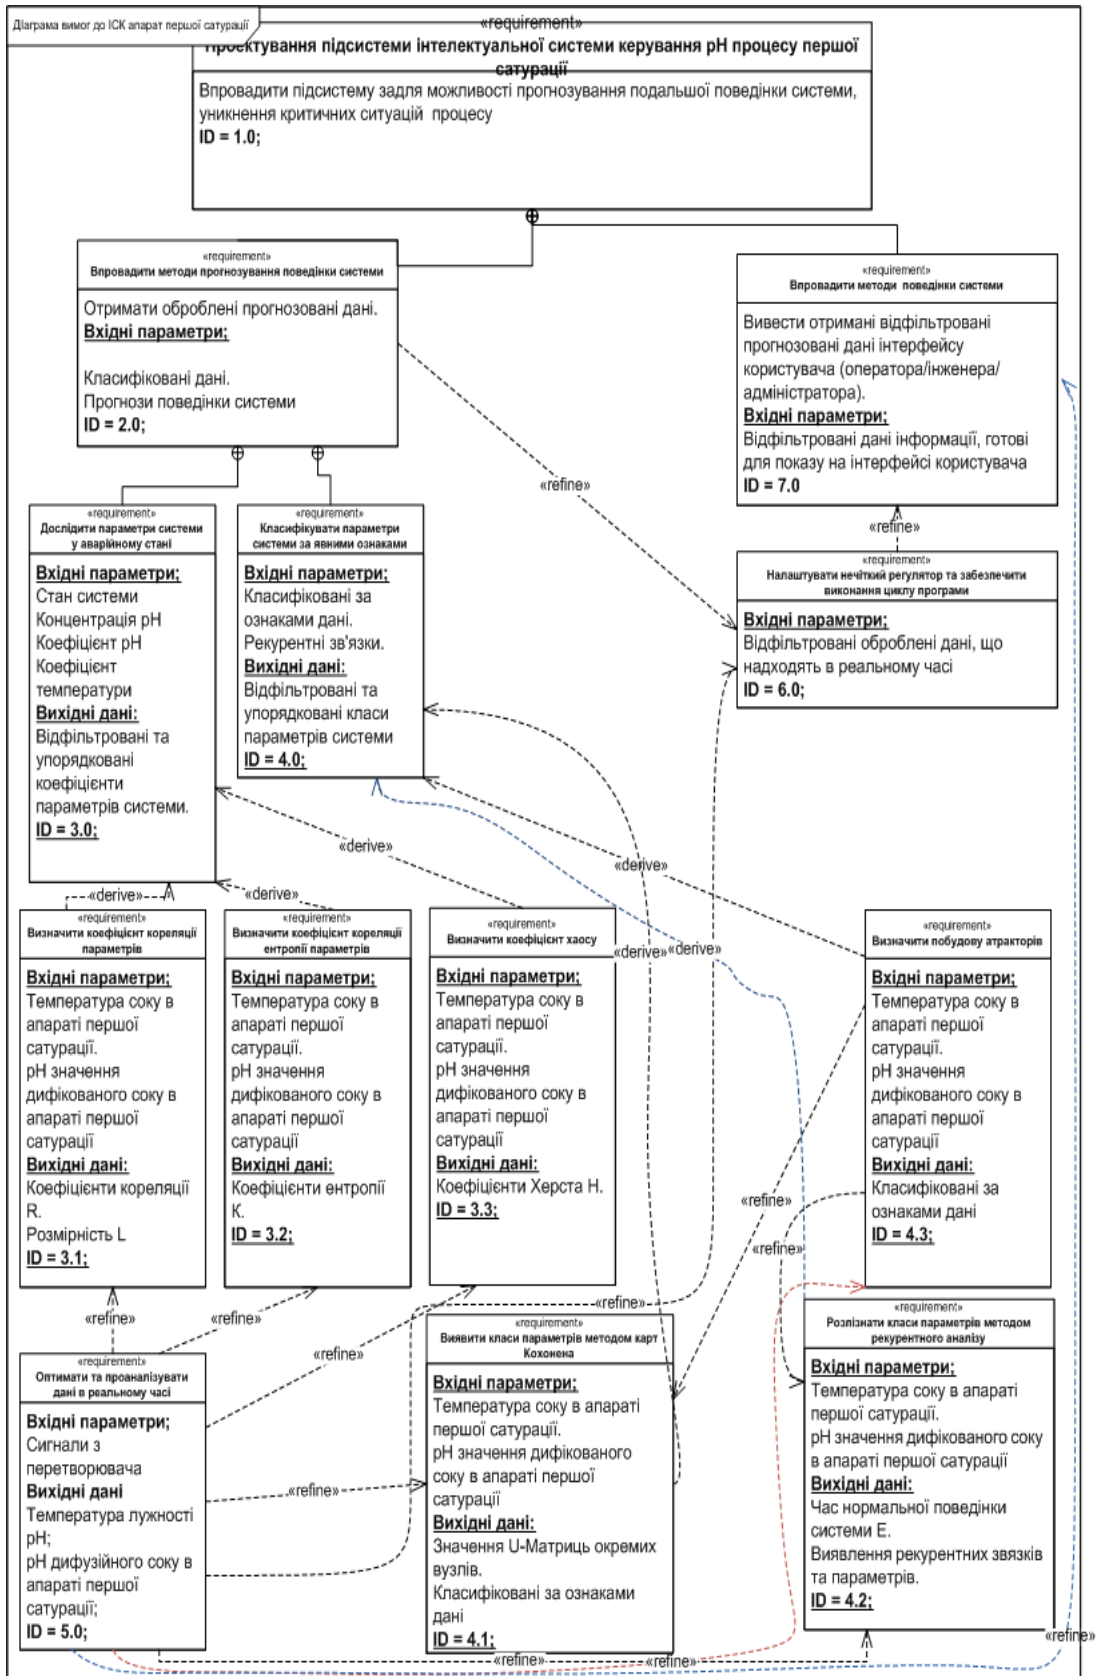 Діаграма вимог до ІСК апарат першої сатурації
«requirement»
Проектування підсистеми інтелектуальної системи керування pH процесу першої
сатурації
Впровадити підсистему задля можливості прогнозування подальшої поведінки системи,
уникнення критичних ситуацій процесу
ID = 1.0;
«requirement»
Впровадити методи прогнозування поведінки системи
Отримати оброблені прогнозовані дані.
Вхідні параметри;
Класифіковані дані.
Прогнози поведінки системи
ID = 2.0;
«requirement»
Впровадити методи поведінки системи
Вивести отримані відфільтровані
прогнозовані дані інтерфейсу
користувача (оператора/інженера/
адміністратора).
Вхідні параметри;
Відфільтровані дані інформації, готові
для показу на інтерфейсі користувача
ID = 7.0
«refine»
«refine»
«requirement»
Дослідити параметри системи
у аварійному стані
Вхідні параметри;
Стан системи
Концентрація pH
Коефіцієнт pH
Коефіцієнт
температури
Вихідні дані:
Відфільтровані та
упорядковані
коефіцієнти
параметрів системи.
ID = 3.0;
«requirement»
Класифікувати параметри
системи за явними ознаками
Вхідні параметри;
Класифіковані за
ознаками дані.
Рекурентні зв'язки.
Вихідні дані:
Відфільтровані та
упорядковані класи
параметрів системи
ID = 4.0;
«requirement»
Налаштувати нечіткий регулятор та забезпечити
виконання циклу програми
Вхідні параметри;
Відфільтровані оброблені дані, що
надходять в реальному часі
ID = 6.0;
«derive»
«derive»
«derive»
«derive»
«derive»
«derive»
«requirement»
Визначити коефіцієнт кореляції
параметрів
Вхідні параметри;
Температура соку в
апараті першої
сатурації.
pH значення
дифікованого соку в
апараті першої
сатурації
Вихідні дані:
Коефіцієнти кореляції
R.
Розмірність L
ID = 3.1;
«requirement»
Визначити коефіцієнт кореляції
ентропії параметрів
Вхідні параметри;
Температура соку в
апараті першої
сатурації.
pH значення
дифікованого соку в
апараті першої
сатурації
Вихідні дані:
Коефіцієнти ентропії
К.
ID = 3.2;
«requirement»
Визначити коефіцієнт хаосу
Вхідні параметри;
Температура соку в
апараті першої
сатурації.
pH значення
дифікованого соку в
апараті першої
сатурації
Вихідні дані:
Коефіцієнти Херста H.
ID = 3.3;
«requirement»
Визначити побудову атракторів
Вхідні параметри;
Температура соку в
апараті першої
сатурації.
pH значення
дифікованого соку в
апараті першої
сатурації
Вихідні дані:
Класифіковані за
ознаками дані
ID = 4.3;
«refine»
«refine»
«refine»
«refine»
«refine»
«refine»
«refine»
«requirement»
Оптимати та проаналізувати
дані в реальному часі
Вхідні параметри;
Сигнали з
перетворювача
Вихідні дані
Температура лужності
pH;
pH дифузійного соку в
апараті першої
сатурації;
ID = 5.0;
«requirement»
Виявити класи параметрів методом карт
Кохонена
Вхідні параметри;
Температура соку в апараті
першої сатурації.
pH значення дифікованого
соку в апараті першої
сатурації
Вихідні дані:
Значення U-Матриць окремих
вузлів.
Класифіковані за ознаками
дані
ID = 4.1;
«requirement»
Розпізнати класи параметрів методом
рекурентного аналізу
Вхідні параметри;
Температура соку в апараті
першої сатурації.
pH значення дифікованого соку
в апараті першої сатурації
Вихідні дані:
Час нормальної поведінки
системи E.
Виявлення рекурентних звязків
та параметрів.
ID = 4.2;
«refine»
«refine»
«refine»